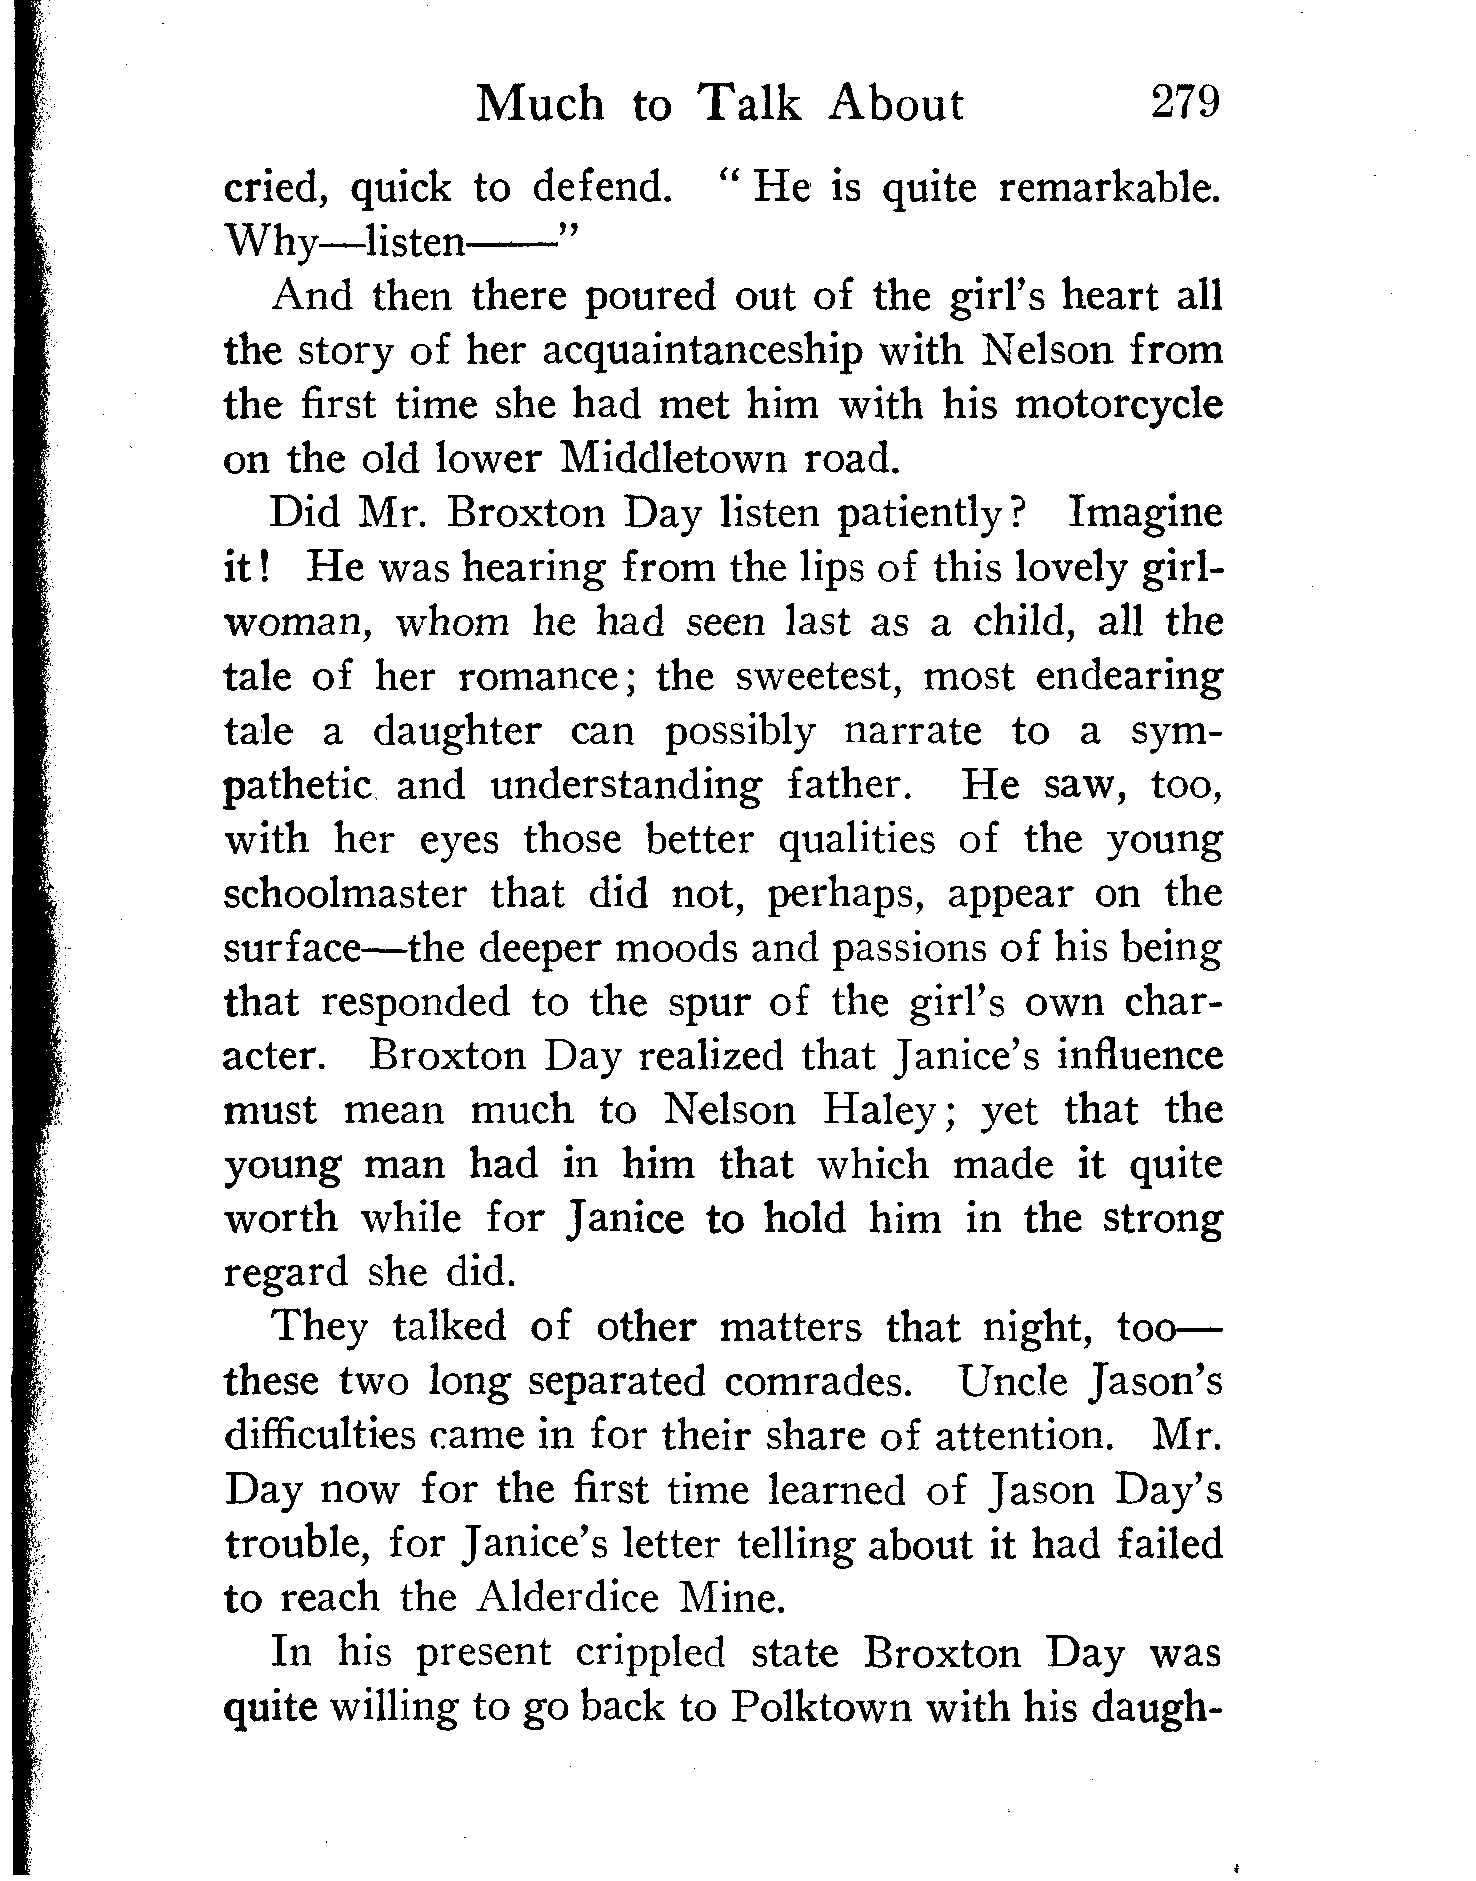 Much to Talk About 279
cried, quick to defend. “ He is quite remarkable.
Why—listen——”
And then there poured out of the girl’s heart all
the story of her acquaintanceship with Nelson from
the first time she had met him with his motorcycle
on the old lower Middletown road.
Did Mr. Broxton Day listen patiently? Imagine
it! He was hearing from the lips of this lovely girl-
woman, whom he had seen last as a child, all the
tale of her romance; the sweetest, most endearing
tale a daughter can possibly narrate to a sym-
pathetic and understanding father. He saw, too,
with her eyes those better qualities of the young
schoolmaster that did not, perhaps, appear on the
surface—the deeper moods and passions of his being
that responded to the spur of the girl’s own char-
acter. Broxton Day realized that Janice’s influence
must mean much to Nelson Haley; yet that the
young man had in him that which made it quite
worth while for Janice to hold him in the strong
regard she did.
They talked of other matters that night, too—
these two long separated comrades. Uncle Jason’s
difficulties came in for their share of attention. Mr.
Day now for the first time learned of Jason Day’s
trouble, for Janice’s letter telling about it had failed
to reach the Alderdice Mine.
In his present crippled state Broxton Day was
quite willing to go back to Polktown with his daugh-